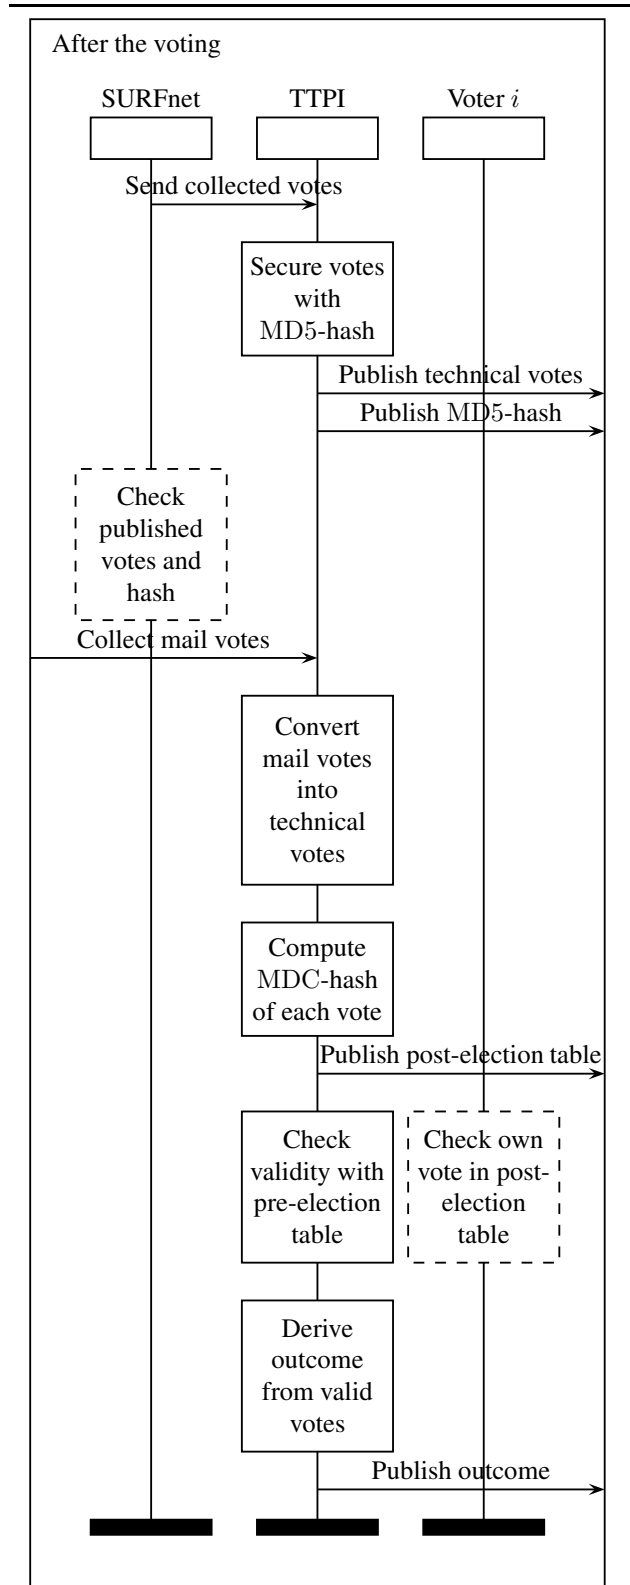 After the voting
SURFnet
TTPI
Voter i
Send collected votes
Secure votes
with
MD5-hash
Publish technical votes
Publish MD5-hash
Check
published
votes and
hash
Collect mail votes
Convert
mail votes
into
technical
votes
Compute
MDC-hash
of each vote
Publish post-election table
Check
validity with
pre-election
table
Check own
vote in post-
election
table
Derive
outcome
from valid
votes
Publish outcome